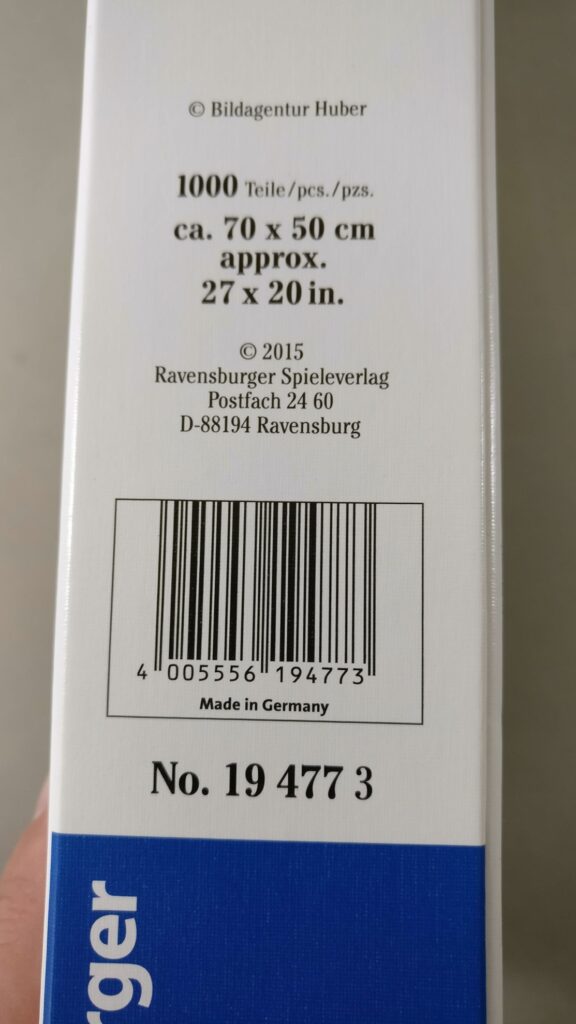 © Bildagentur Huber
1000 Teile/pcs./pzs.
ca. 70 x 50 cm
approx.
27 x 20 in.
© 2015
Ravensburger Spieleverlag
Postfach 24 60
D-88194 Ravensburg
4 005556 194773
Made in Germany
No. 19 477 3
rger